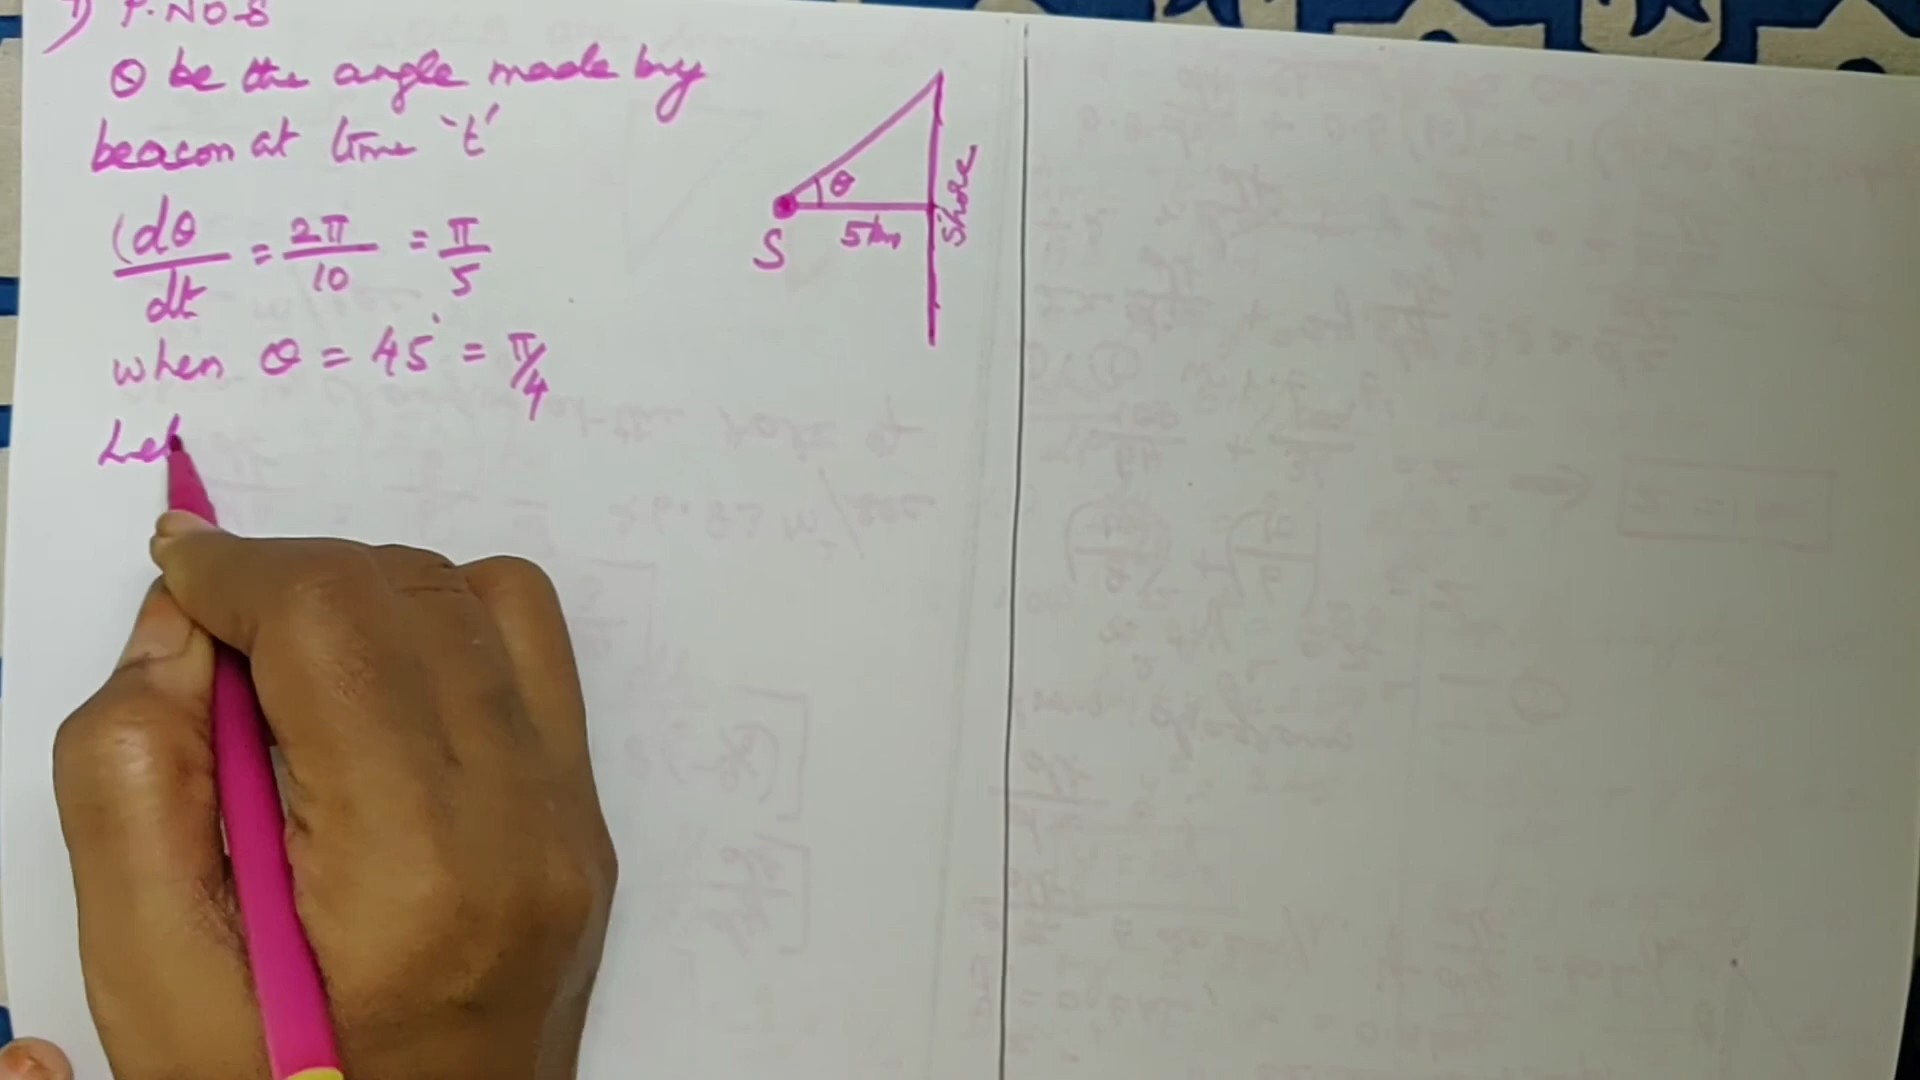 7) P.NO-8
θ be the angle made by
beacon at time 't'
(dθ/dt = 2π/10 = π/5
when θ = 45° = π/4
Let
θ
5km
S
Shore